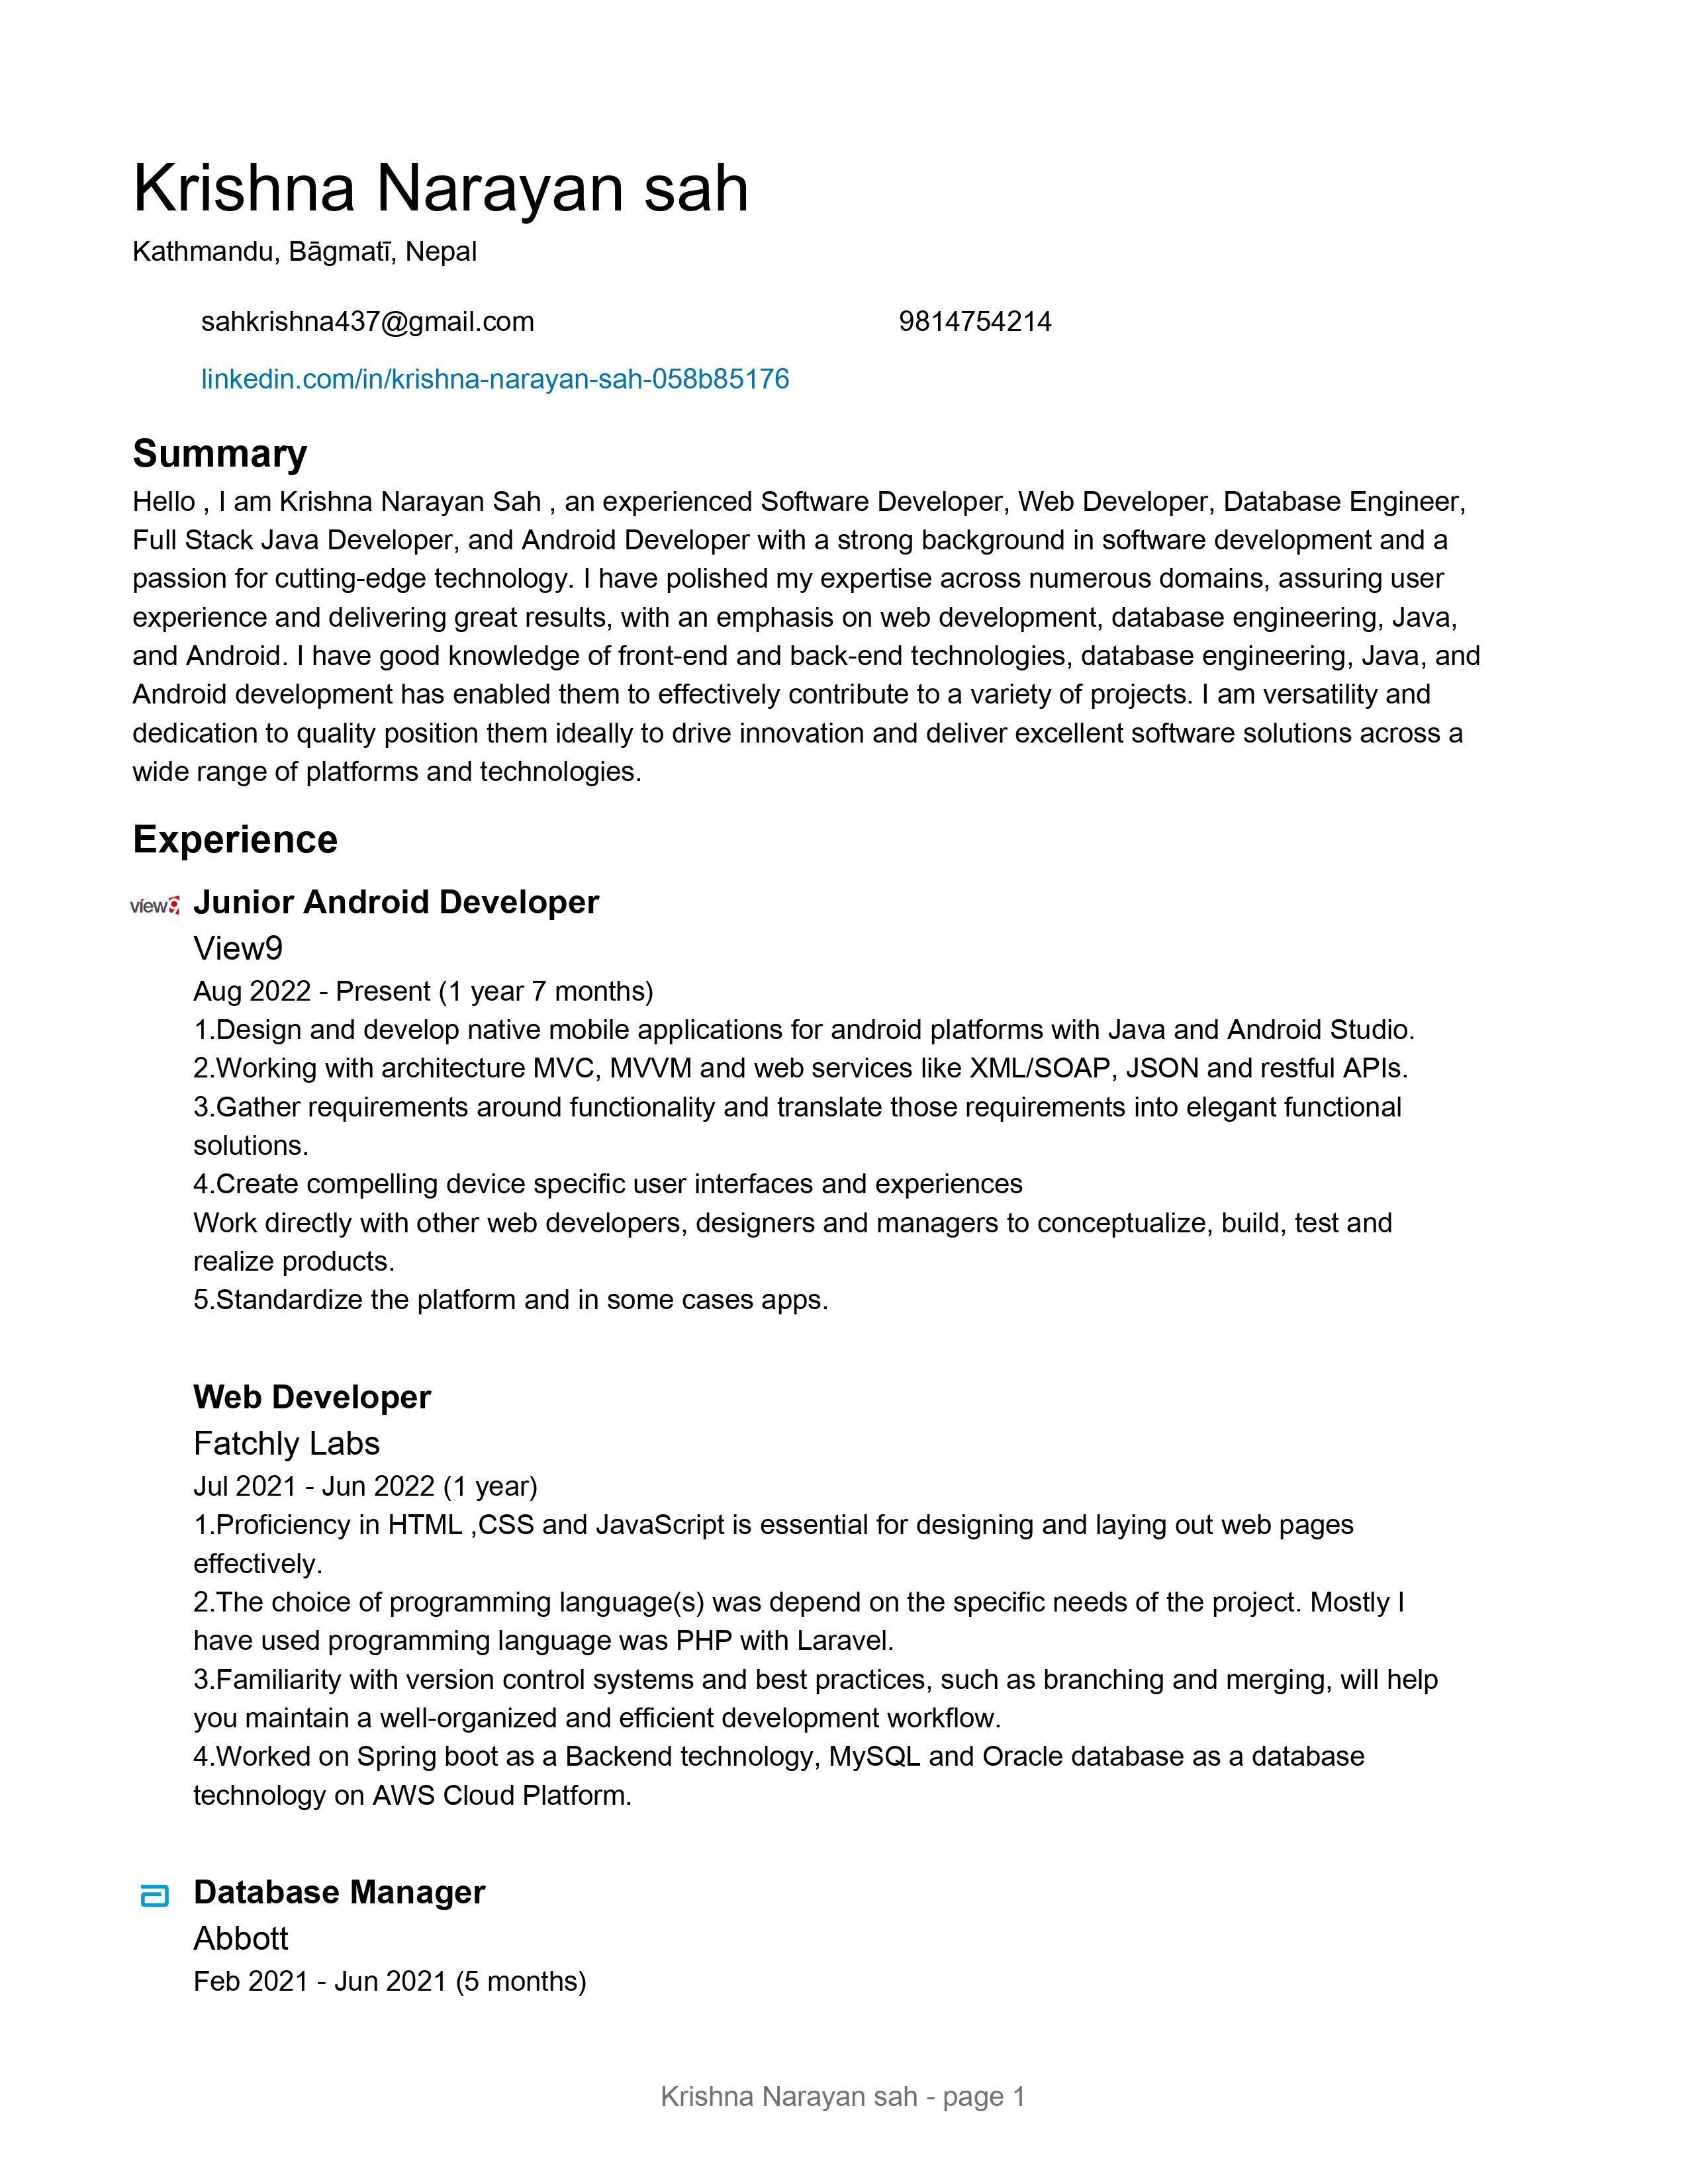 Krishna Narayan sah
Kathmandu, Bāgmatī, Nepal
sahkrishna437@gmail.com 9814754214
linkedin.com/in/krishna-narayan-sah-058b85176
Summary
Hello , I am Krishna Narayan Sah , an experienced Software Developer, Web Developer, Database Engineer,
Full Stack Java Developer, and Android Developer with a strong background in software development and a
passion for cutting-edge technology. I have polished my expertise across numerous domains, assuring user
experience and delivering great results, with an emphasis on web development, database engineering, Java,
and Android. I have good knowledge of front-end and back-end technologies, database engineering, Java, and
Android development has enabled them to effectively contribute to a variety of projects. I am versatility and
dedication to quality position them ideally to drive innovation and deliver excellent software solutions across a
wide range of platforms and technologies.
Experience
view9 Junior Android Developer
View9
Aug 2022 - Present (1 year 7 months)
1.Design and develop native mobile applications for android platforms with Java and Android Studio.
2.Working with architecture MVC, MVVM and web services like XML/SOAP, JSON and restful APIs.
3.Gather requirements around functionality and translate those requirements into elegant functional
solutions.
4.Create compelling device specific user interfaces and experiences
Work directly with other web developers, designers and managers to conceptualize, build, test and
realize products.
5.Standardize the platform and in some cases apps.
Web Developer
Fatchly Labs
Jul 2021 - Jun 2022 (1 year)
1.Proficiency in HTML ,CSS and JavaScript is essential for designing and laying out web pages
effectively.
2.The choice of programming language(s) was depend on the specific needs of the project. Mostly I
have used programming language was PHP with Laravel.
3.Familiarity with version control systems and best practices, such as branching and merging, will help
you maintain a well-organized and efficient development workflow.
4.Worked on Spring boot as a Backend technology, MySQL and Oracle database as a database
technology on AWS Cloud Platform.
Database Manager
Abbott
Feb 2021 - Jun 2021 (5 months)
Krishna Narayan sah - page 1